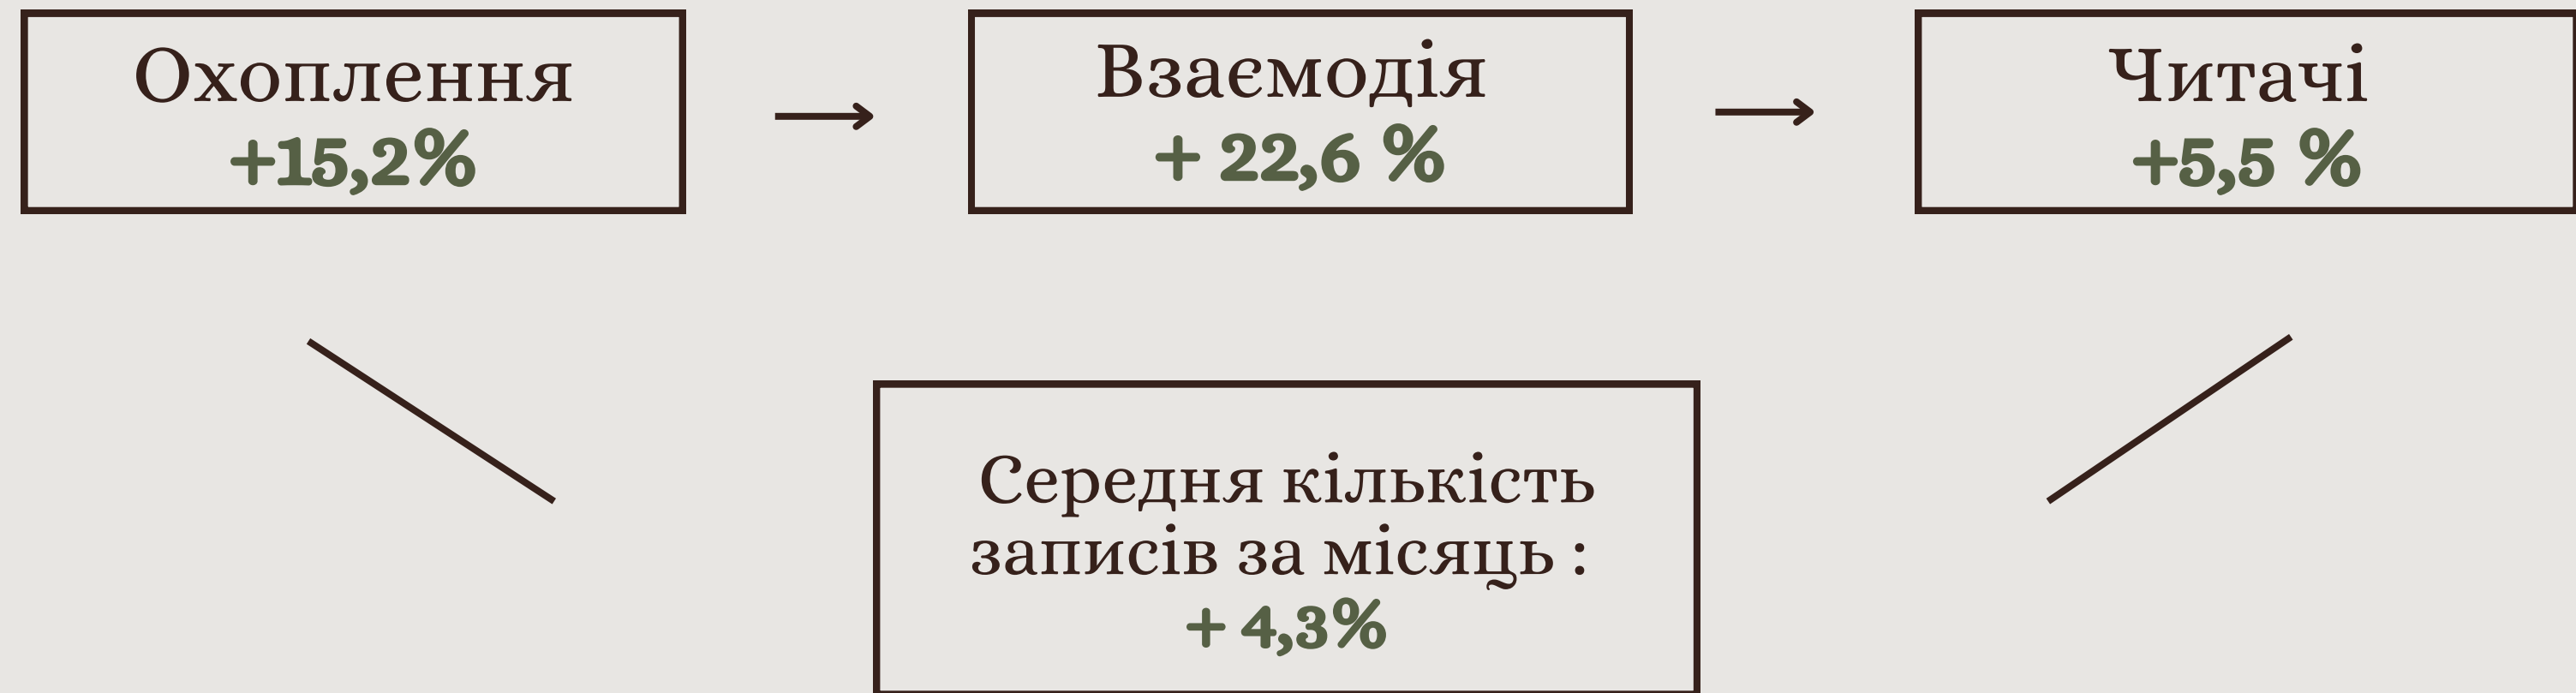 Охоплення
+15,2%
Взаємодія
+ 22,6 %
Читачі
+5,5 %
Середня кількість
записів за місяць :
+ 4,3%